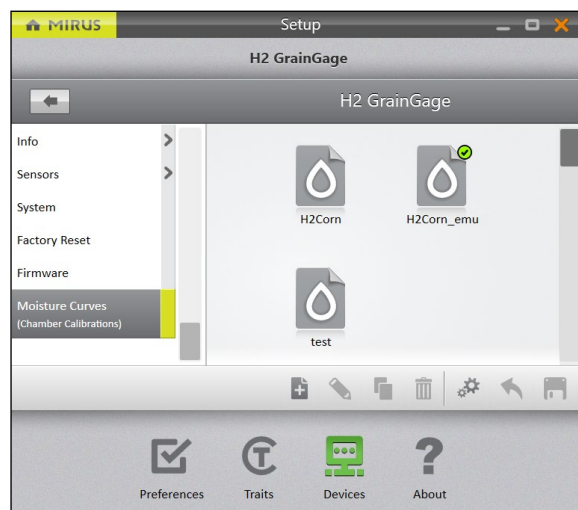 MIRUS
Setup
H2 GrainGage
H2 GrainGage
Info
Sensors
System
Factory Reset
Firmware
Moisture Curves
(Chamber Calibrations)
H2Corn
H2Corn_emu
test
Preferences
Traits
Devices
About